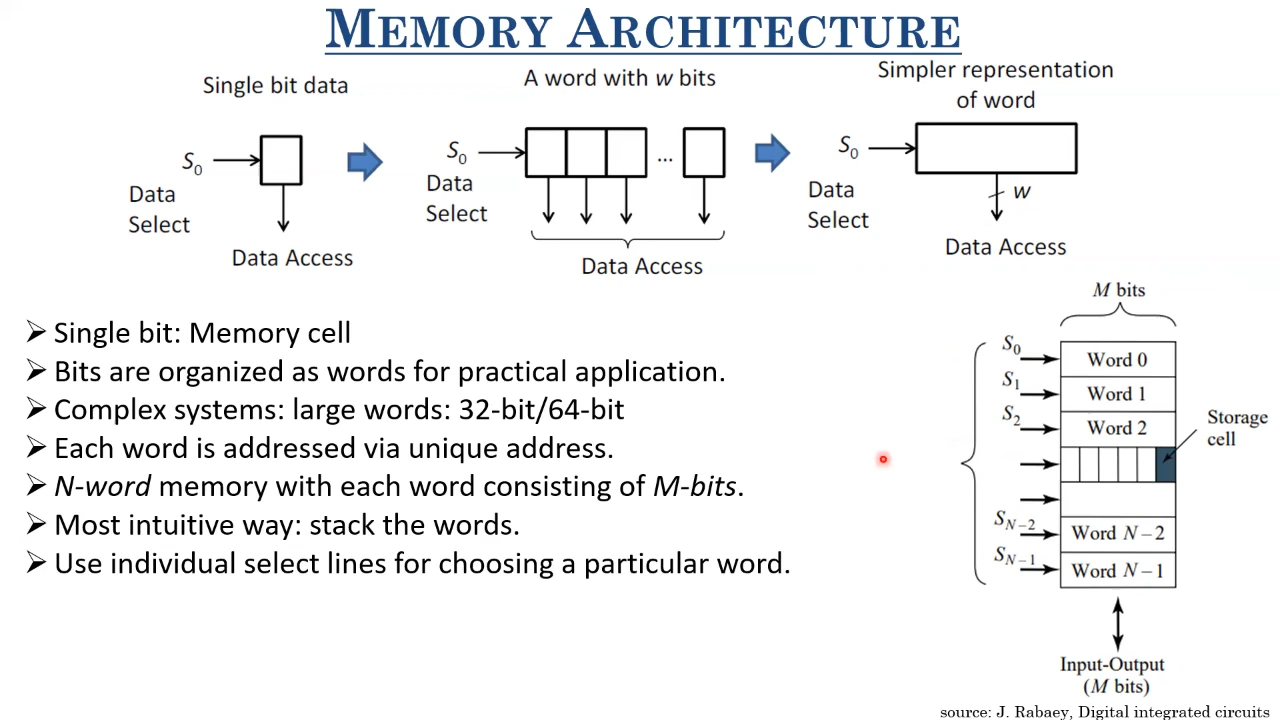 MEMORY ARCHITECTURE
Single bit data
S0
Data
Select
Data Access
A word with w bits
S0
Data
Select
...
Data Access
Simpler representation
of word
S0
Data
Select
w
Data Access
➢ Single bit: Memory cell
➢ Bits are organized as words for practical application.
➢ Complex systems: large words: 32-bit/64-bit
➢ Each word is addressed via unique address.
➢ N-word memory with each word consisting of M-bits.
➢ Most intuitive way: stack the words.
➢ Use individual select lines for choosing a particular word.
M bits
S0
Word 0
S1
Word 1
S2
Word 2
Storage
cell
SN−2
Word N−2
SN−1
Word N−1
Input-Output
(M bits)
source: J. Rabaey, Digital integrated circuits